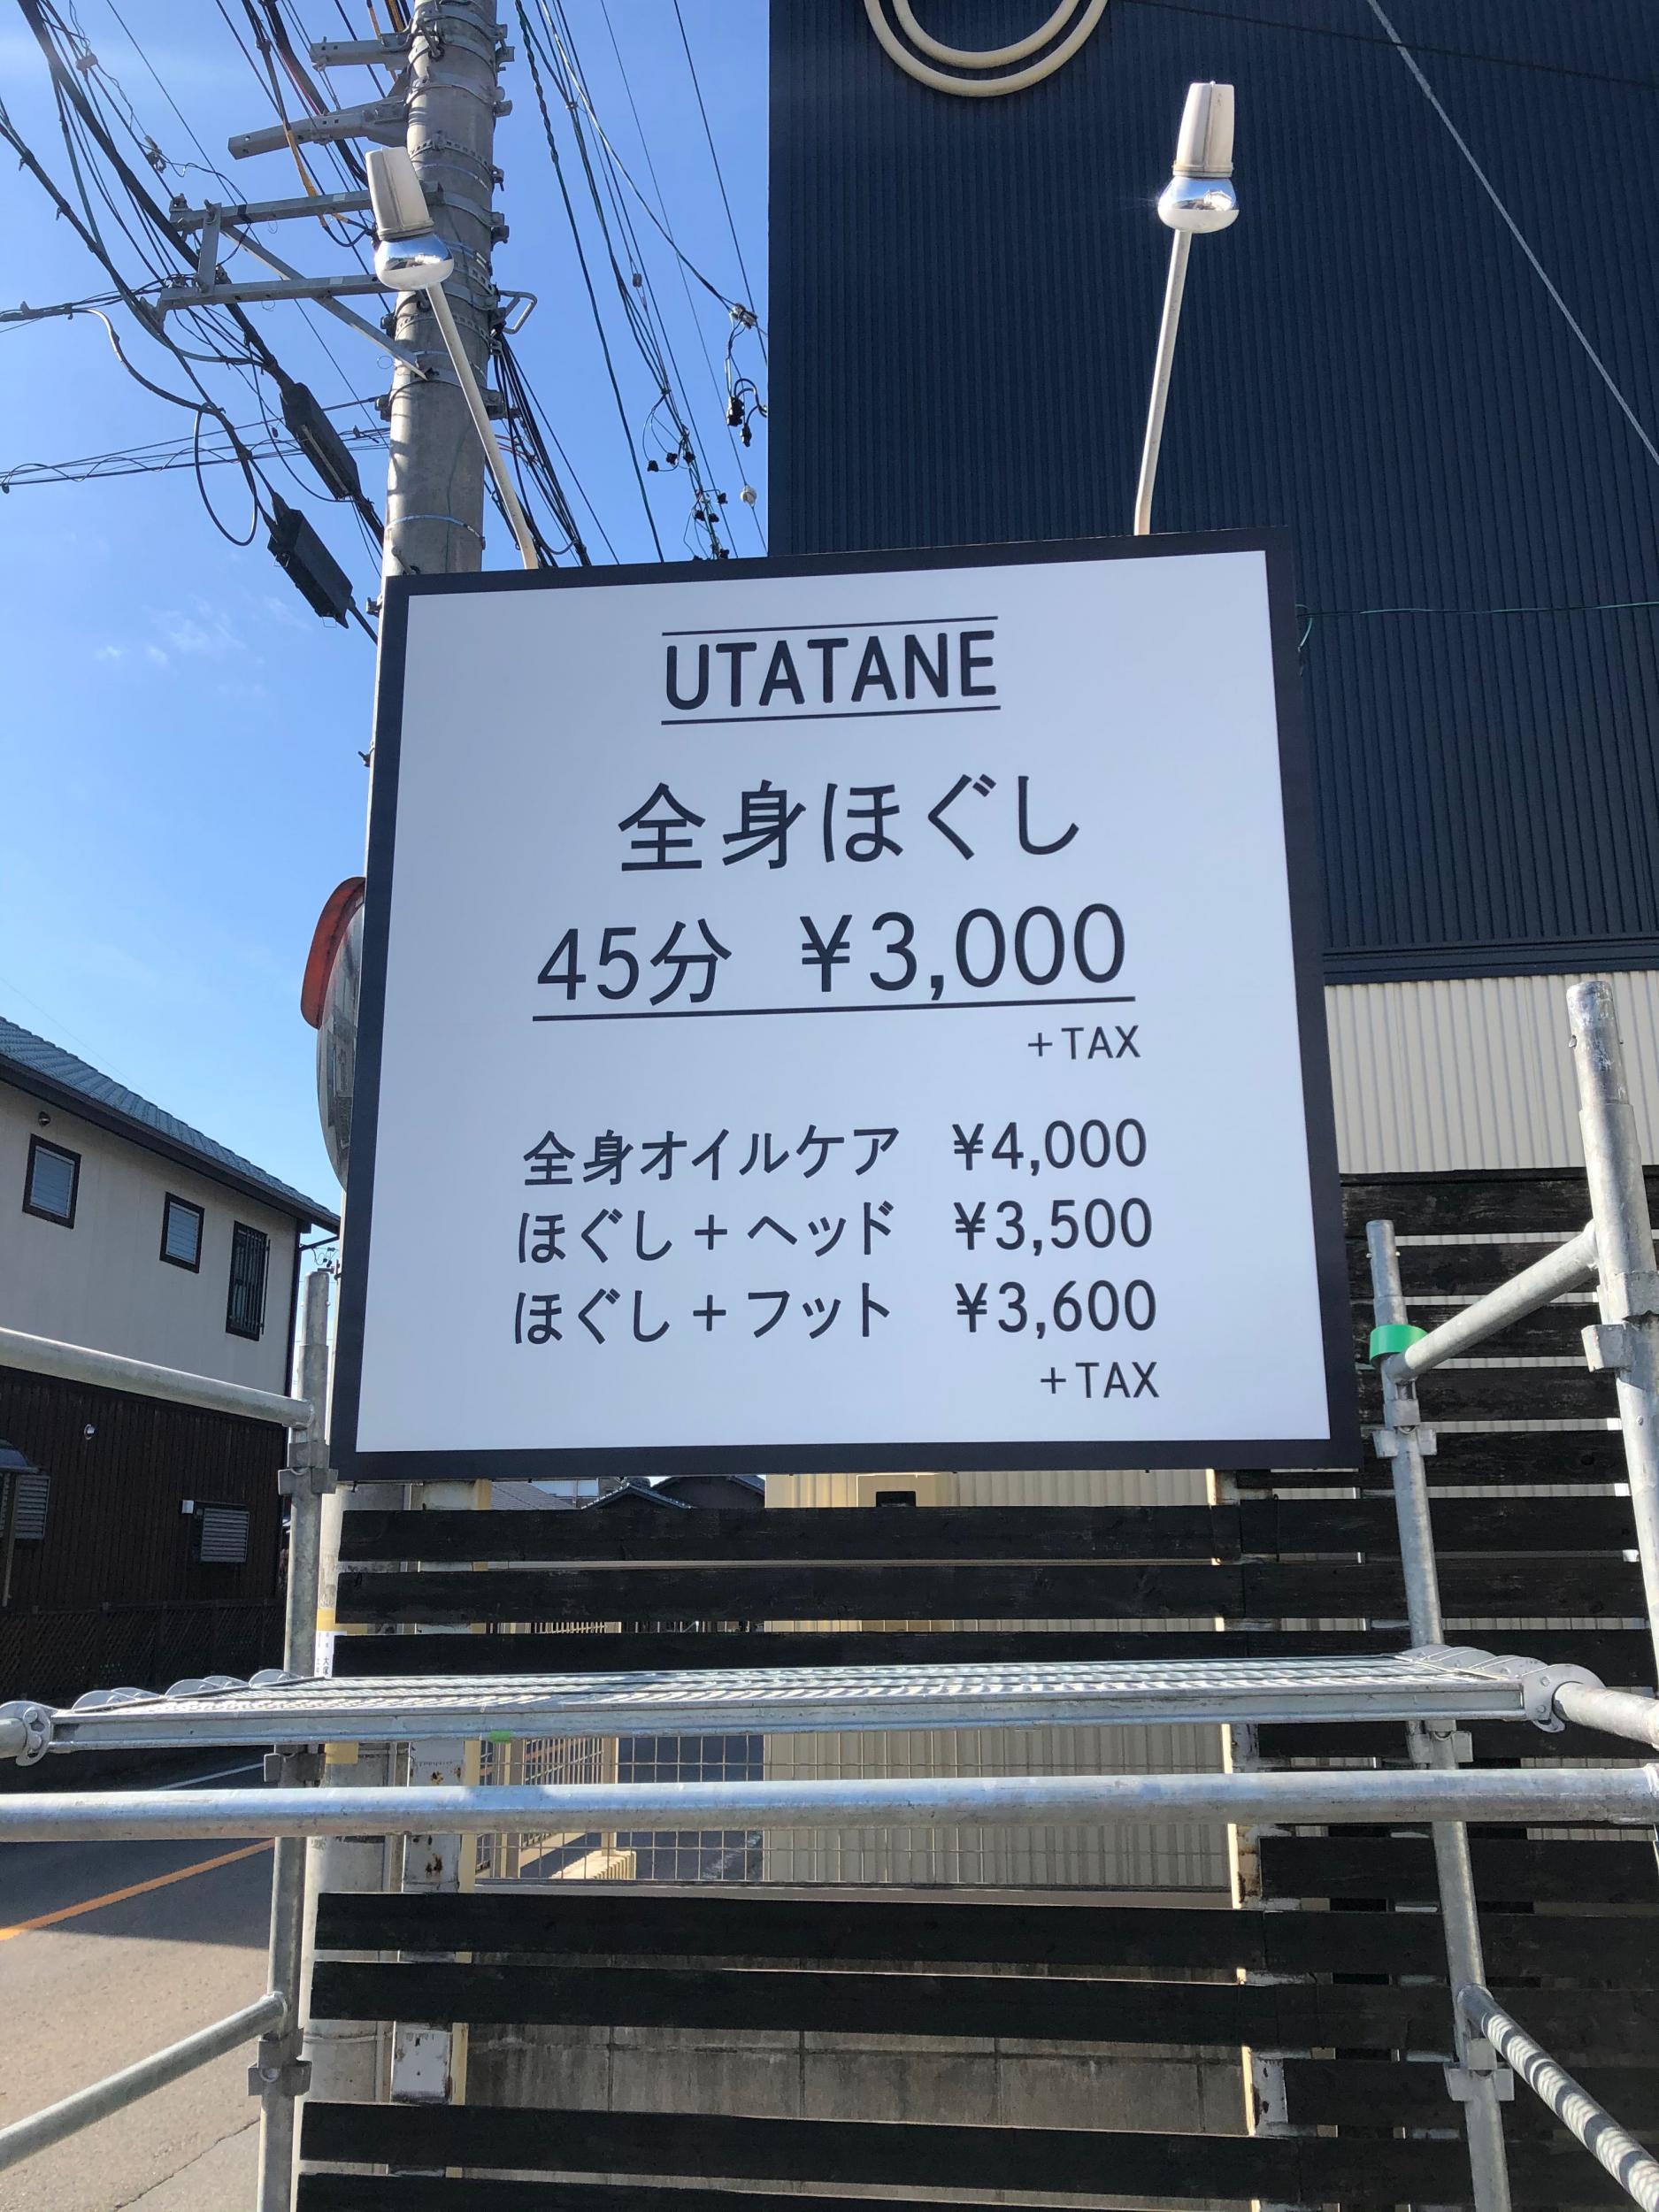 UTATANE
全身ほぐし
45分 ¥3,000
+TAX
全身オイルケア ¥4,000
ほぐし+ヘッド ¥3,500
ほぐし+フット ¥3,600
+TAX